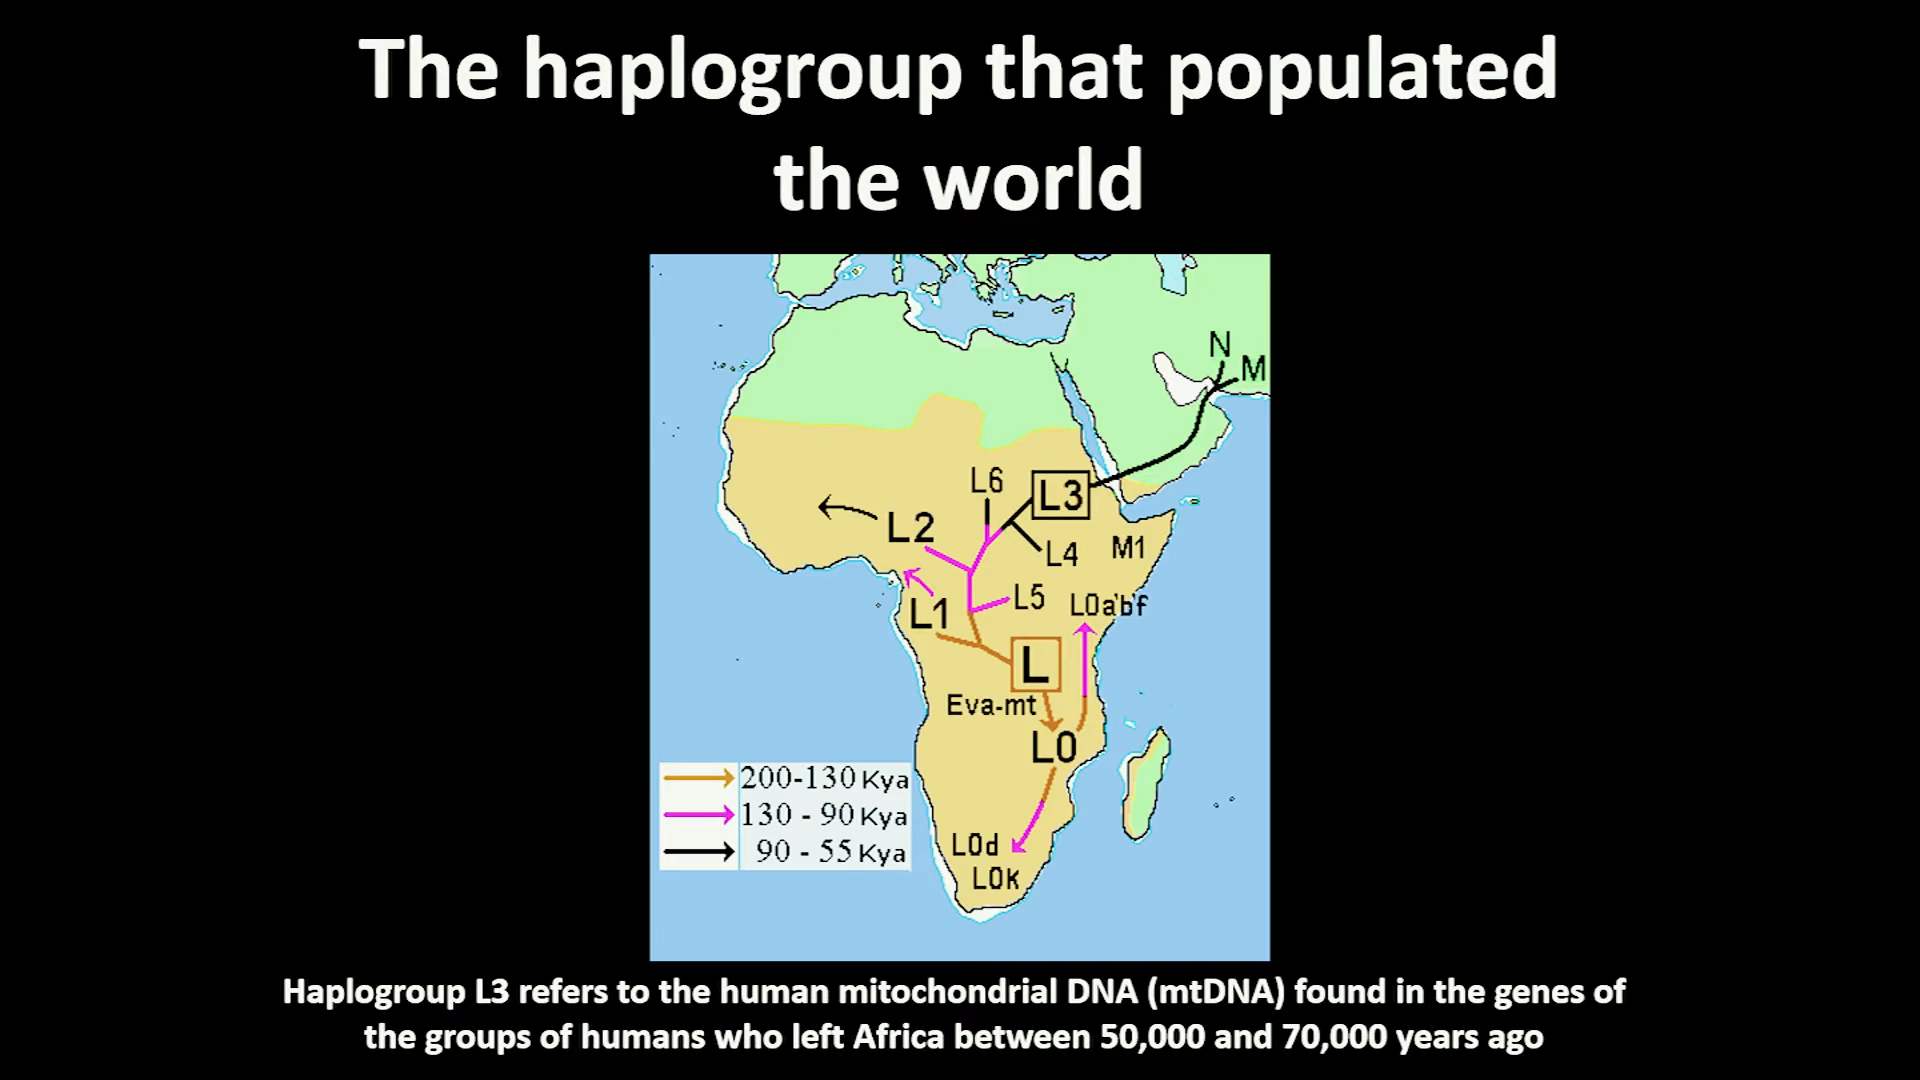 The haplogroup that populated
the world
N
M
L6
L3
L2
L4
M1
L5
L0a'b'f
L1
L
Eva-mt
L0
200-130 Kya
130 - 90 Kya
90 - 55 Kya
L0d
L0k
Haplogroup L3 refers to the human mitochondrial DNA (mtDNA) found in the genes of
the groups of humans who left Africa between 50,000 and 70,000 years ago